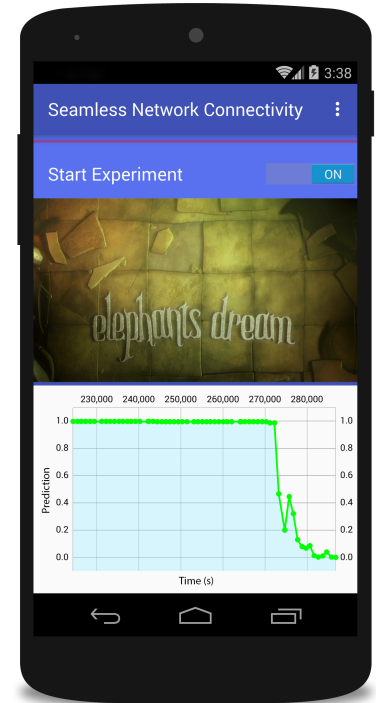 3:38
Seamless Network Connectivity
Start Experiment
ON
elephants dream
230,000 240,000 250,000 260,000 270,000 280,000
1.0 1.0
0.8 0.8
0.6 0.6
0.4 0.4
0.2 0.2
0.0 0.0
Prediction
Time (s)